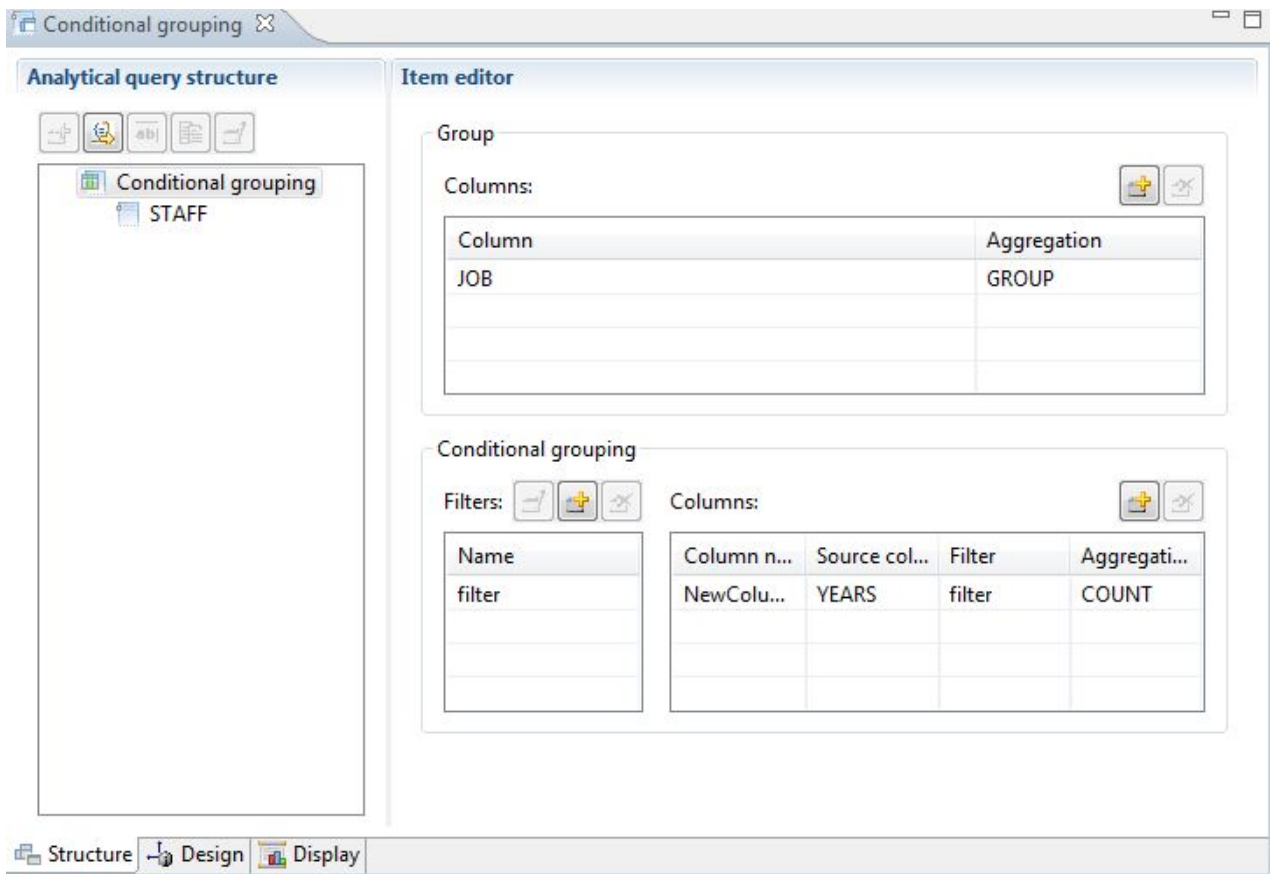 Conditional grouping
Analytical query structure
Item editor
abl
Conditional grouping
STAFF
Group
Columns:
Column Aggregation
JOB GROUP
Conditional grouping
Filters: Columns:
Name
filter
Column n... Source col... Filter Aggregati...
NewColu... YEARS filter COUNT
Structure Design Display